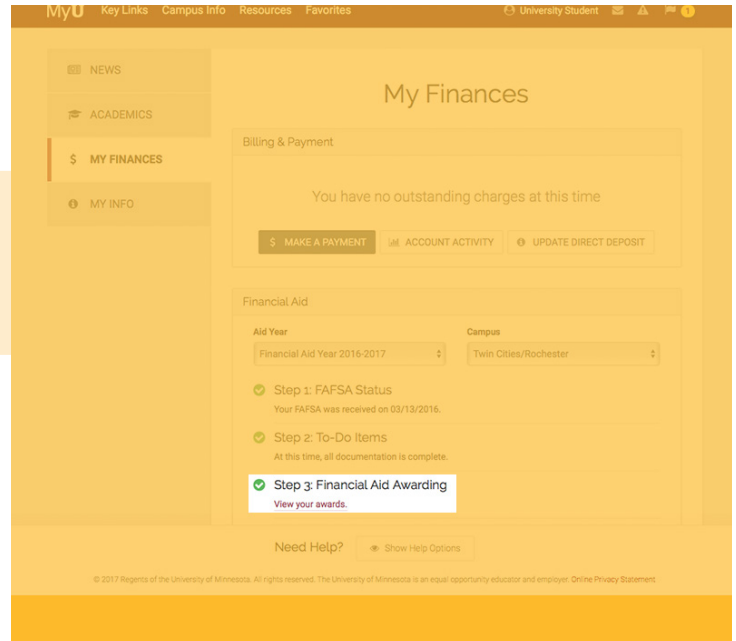 MyU Key Links Campus Info Resources Favorites University Student 1
NEWS
ACADEMICS
$ MY FINANCES
MY INFO
My Finances
Billing & Payment
You have no outstanding charges at this time
$ MAKE A PAYMENT ACCOUNT ACTIVITY UPDATE DIRECT DEPOSIT
Financial Aid
Aid Year Campus
Financial Aid Year 2016-2017 Twin Cities/Rochester
Step 1: FAFSA Status
Your FAFSA was received on 03/13/2016.
Step 2: To-Do Items
At this time, all documentation is complete.
Step 3: Financial Aid Awarding
View your awards.
Need Help? Show Help Options
© 2017 Regents of the University of Minnesota. All rights reserved. The University of Minnesota is an equal opportunity educator and employer. Online Privacy Statement